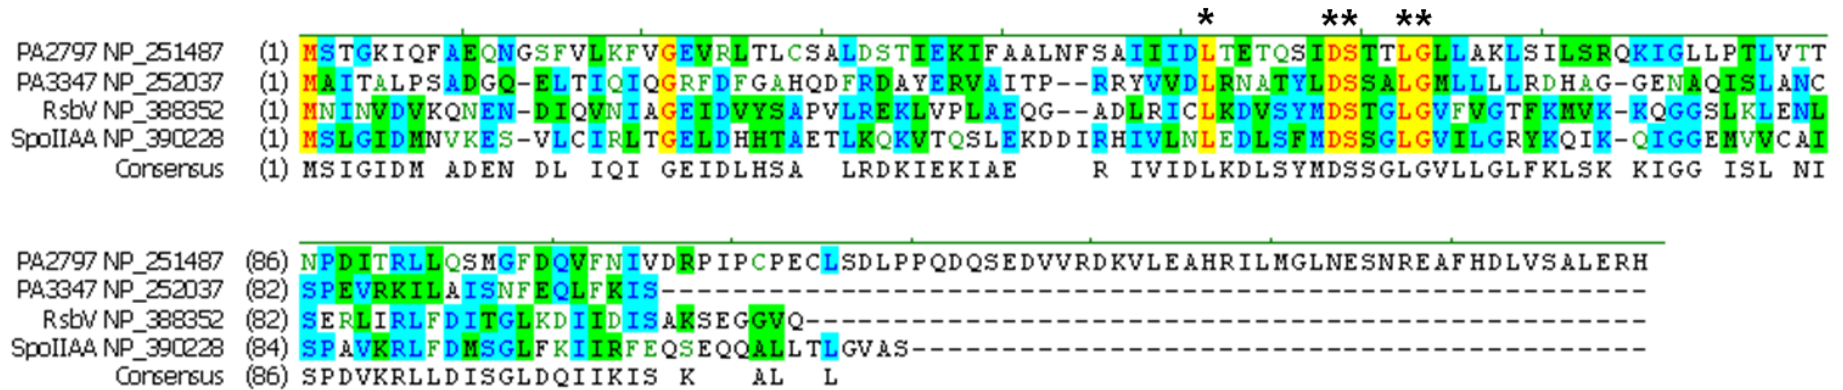 * ** **
PA2797 NP_251487 (1) MSTGKIQFAEQNGSFVLKFVGEVRLTLCSALDSTIEKIFAALNFSAIIIDLTETQSIDSTTLGLLAKLSILSRQKIGLLPTLVTT
PA3347 NP_252037 (1) MAITALPSADGQ-ELTIQIQGRFDFGAHQDFRDAYERVAITP--RRYVVDLRNATYLDSSALGMLLLLRDHAG-GENAQISLANC
RsbV NP_388352 (1) MNINVDVKQNEN-DIQVNIAGEIDVYSAPVLREKLVPLAEQG--ADLRICLKDVSYMDSTGLGVFVGTFKMVK-KQGGSLKLENL
SpoIIAA NP_390228 (1) MSLGIDMNVKES-VLCIRLTGELDHHTAETLKQKVTQSLEKDDIRHIVLNLEDLSFMDSSGLGVILGRYKQIK-QIGGEMVVCAI
Consensus (1) MSIGIDM ADEN DL IQI GEIDLHSA  LRDKIEKIAE    R IVIDLKDLSYMDSSGLGVLLGLFKLSK KIGG ISL NI
PA2797 NP_251487 (86) NPDITRLLQSMGFDQVFNIVDRPIPCPECLSDLPPQDQSEDVVRDKVLEAHRILMGLNESNREAFHDLVSALERH
PA3347 NP_252037 (82) SPEVRKILAISNFEQLFKIS-------------------------------------------------------
RsbV NP_388352 (82) SERLIRLFDITGLKDIIDISAKSEGGVQ-----------------------------------------------
SpoIIAA NP_390228 (84) SPAVKRLFDMSGLFKIIRFEQSEQQALLTLGVAS-----------------------------------------
Consensus (86) SPDVKRLLDISGLDQIIKIS K   AL  L